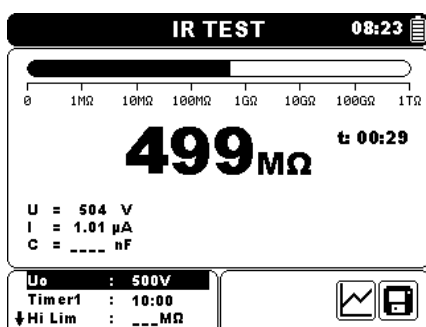 IR TEST 08:23
0 1MΩ 10MΩ 100MΩ 1GΩ 10GΩ 100GΩ 1TΩ
499MΩ t: 00:29
U = 504 V
I = 1.01 µA
C = ____ nF
Uo : 500V
Timer1 : 10:00
Hi Lim : ___MΩ